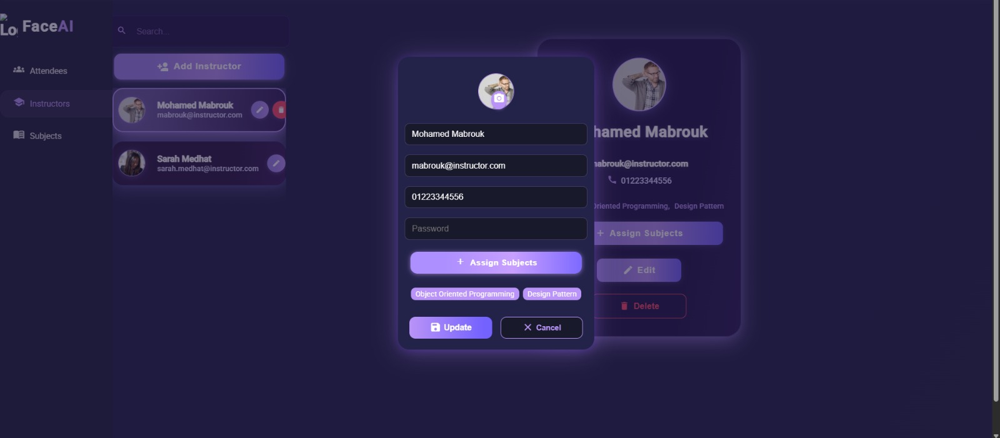 Lo
FaceAI
Attendees
Instructors
Subjects
Search...
Add Instructor
Mohamed Mabrouk
mabrouk@instructor.com
Sarah Medhat
sarah.medhat@instructor.com
Mohamed Mabrouk
mabrouk@instructor.com
01223344556
Password
+ Assign Subjects
Object Oriented Programming
Design Pattern
Update
Cancel
hamed Mabrouk
mabrouk@instructor.com
01223344556
Oriented Programming, Design Pattern
+ Assign Subjects
Edit
Delete